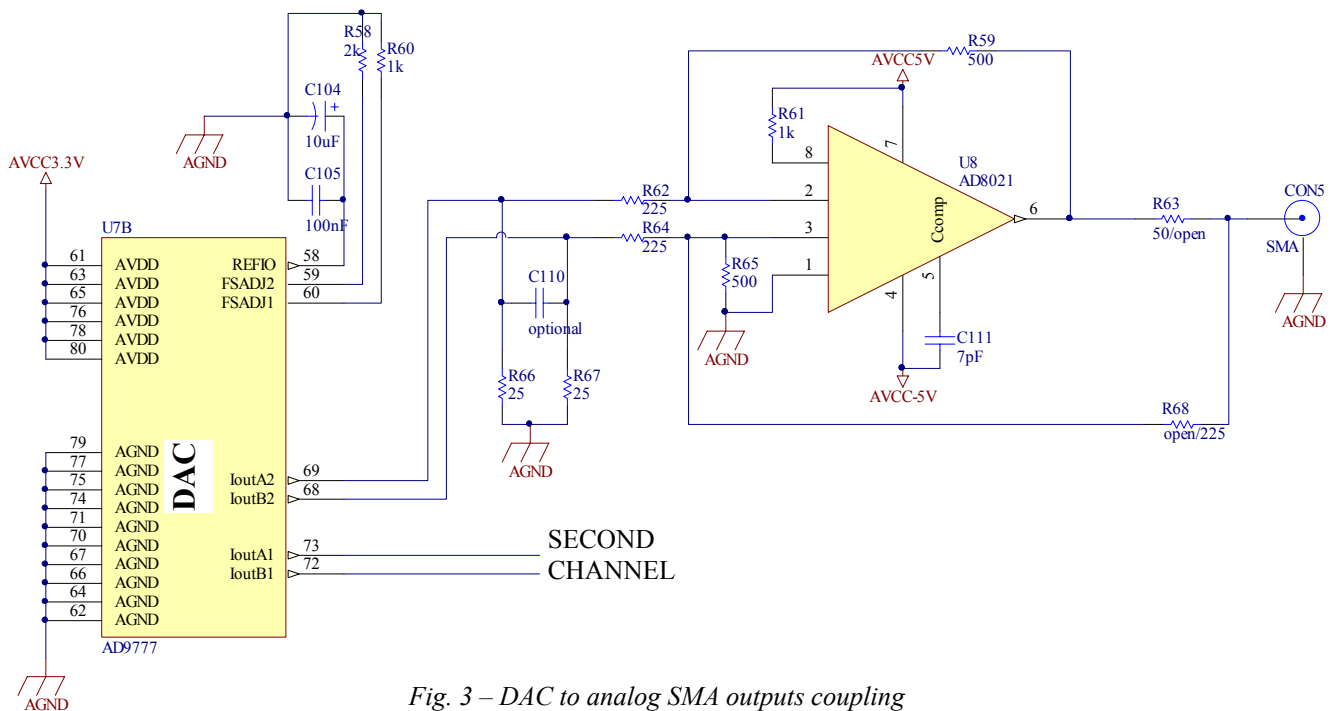 R58
2k
R60
1k
C104
+
10uF
AGND
C105
100nF
AVCC3.3V
U7B
61 AVDD
63 AVDD
65 AVDD
76 AVDD
78 AVDD
80 AVDD
REFIO 58
FSADJ2 59
FSADJ1 60
79 AGND
77 AGND
75 AGND
74 AGND
71 AGND
70 AGND
67 AGND
66 AGND
64 AGND
62 AGND
DAC
IoutA2 69
IoutB2 68
IoutA1 73
IoutB1 72
AD9777
AGND
SECOND
CHANNEL
R62
225
R64
225
C110
optional
R66
25
R67
25
AGND
R65
500
AGND
R59
500
AVCC5V
R61
1k
8
7
2
3
1
4
5
6
Ccomp
U8
AD8021
C111
7pF
AVCC-5V
R63
50/open
CON5
SMA
AGND
R68
open/225
Fig. 3 – DAC to analog SMA outputs coupling